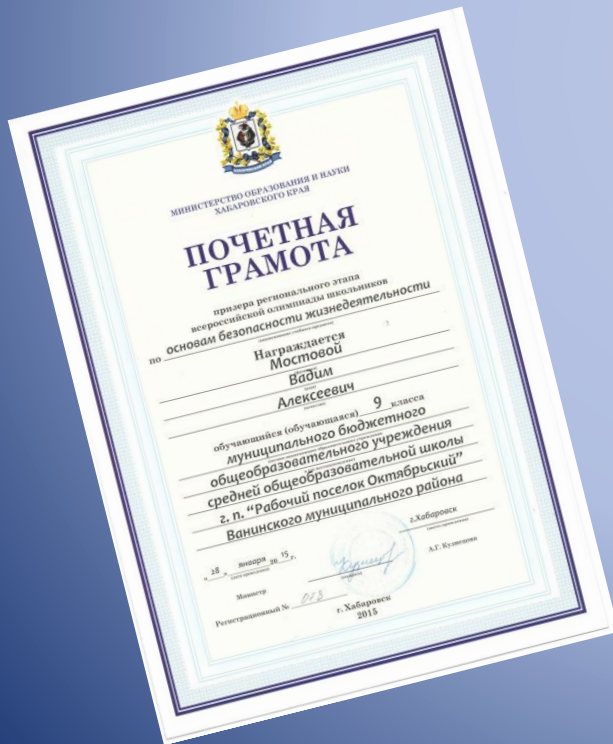 МИНИСТЕРСТВО ОБРАЗОВАНИЯ И НАУКИ
ХАБАРОВСКОГО КРАЯ
ПОЧЕТНАЯ
ГРАМОТА
призера регионального этапа
всероссийской олимпиады школьников
по основам безопасности жизнедеятельности
Награждается
Мостовой
Вадим
Алексеевич
обучающийся (обучающаяся) 9 класса
муниципального бюджетного
общеобразовательного учреждения
средней общеобразовательной школы
г. п. “Рабочий поселок Октябрьский”
Ванинского муниципального района
г.Хабаровск
„ 28 „ января 20 15 г.
А.Г. Кузнецова
Министр
Регистрационный № 073
г. Хабаровск
2015